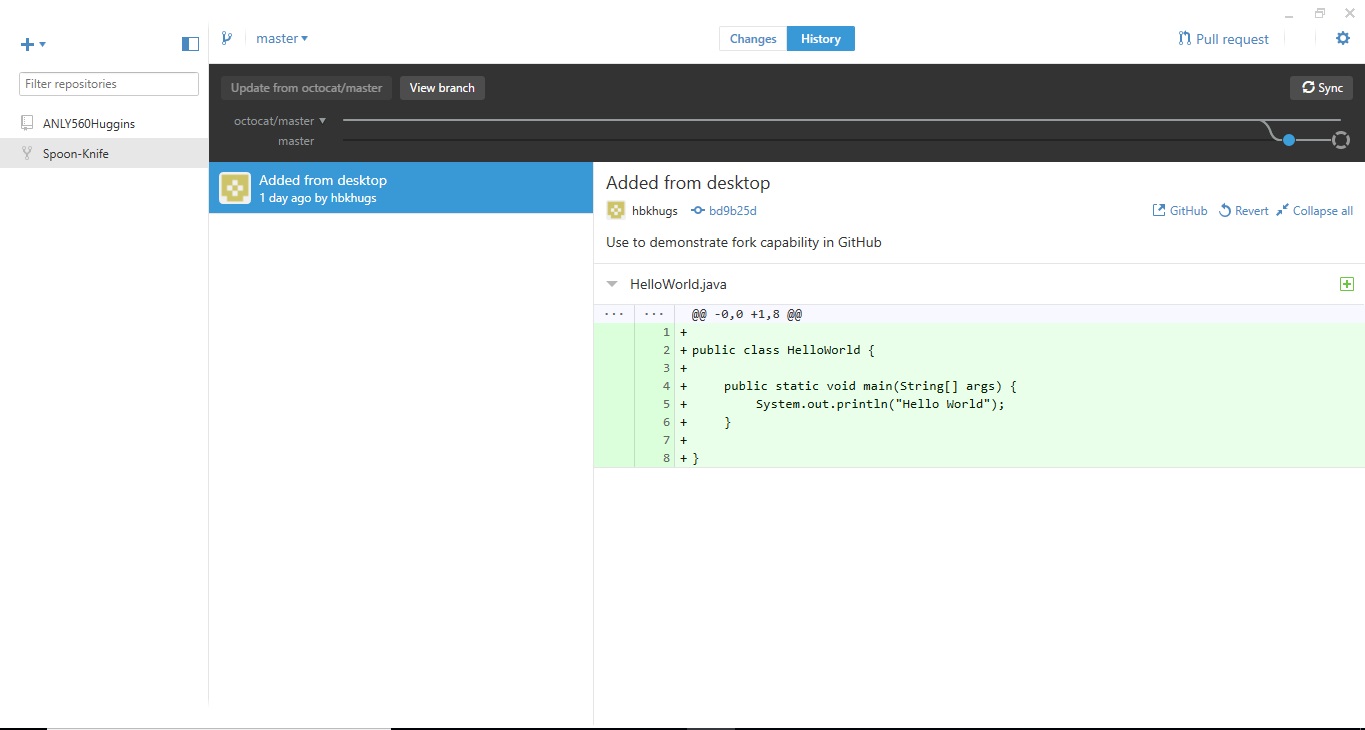 master
Changes
History
Pull request
Filter repositories
ANLY560Huggins
Spoon-Knife
Update from octocat/master
View branch
Sync
octocat/master
master
Added from desktop
1 day ago by hbkhugs
Added from desktop
hbkhugs bd9b25d
GitHub Revert Collapse all
Use to demonstrate fork capability in GitHub
HelloWorld.java
... ... @@ -0,0 +1,8 @@
1 +
2 + public class HelloWorld {
3 +
4 + public static void main(String[] args) {
5 + System.out.println("Hello World");
6 + }
7 +
8 + }